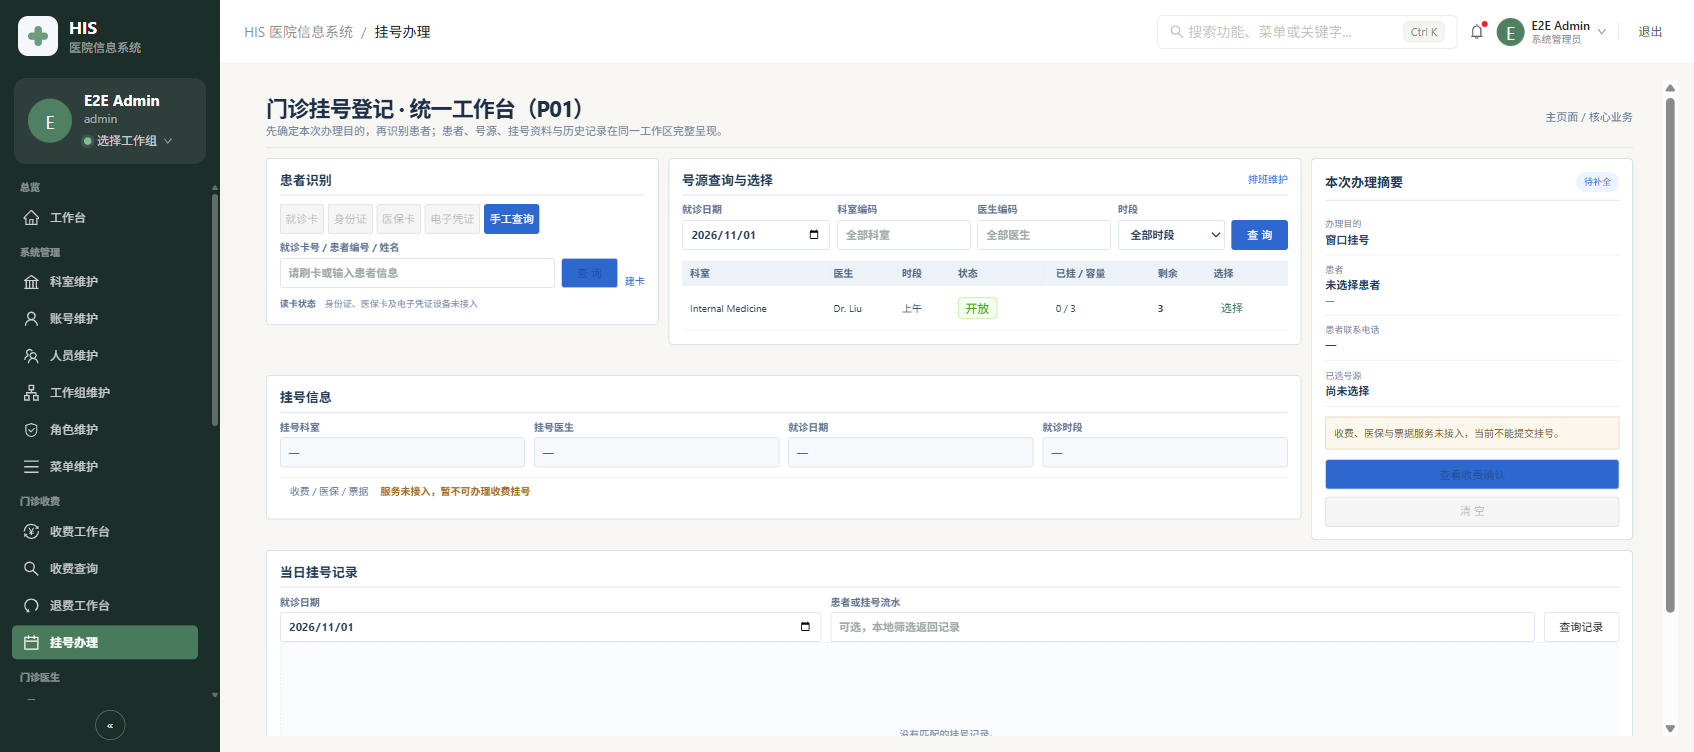 HIS
医院信息系统
E
E2E Admin
admin
选择工作组
总览
工作台
系统管理
科室维护
账号维护
人员维护
工作组维护
角色维护
菜单维护
门诊收费
收费工作台
收费查询
退费工作台
挂号办理
门诊医生
«
HIS 医院信息系统 / 挂号办理
搜索功能、菜单或关键字... Ctrl K
E
E2E Admin
系统管理员
退出
门诊挂号登记 · 统一工作台（P01）
先确定本次办理目的，再识别患者；患者、号源、挂号资料与历史记录在同一工作区完整呈现。
主页面 / 核心业务
患者识别
就诊卡 身份证 医保卡 电子凭证 手工查询
就诊卡号 / 患者编号 / 姓名
请刷卡或输入患者信息 查 询 建卡
读卡状态 身份证、医保卡及电子凭证设备未接入
号源查询与选择 排班维护
就诊日期 科室编码 医生编码 时段
2026/11/01 全部科室 全部医生 全部时段 查 询
科室 医生 时段 状态 已挂 / 容量 剩余 选择
Internal Medicine Dr. Liu 上午 开放 0 / 3 3 选择
挂号信息
挂号科室 挂号医生 就诊日期 就诊时段
— — — —
收费 / 医保 / 票据 服务未接入，暂不可办理收费挂号
本次办理摘要 待补全
办理目的
窗口挂号
患者
未选择患者
—
患者联系电话
—
已选号源
尚未选择
收费、医保与票据服务未接入，当前不能提交挂号。
查看收费确认
清 空
当日挂号记录
就诊日期 患者或挂号流水
2026/11/01 可选，本地筛选返回记录 查询记录
没有匹配的挂号记录。